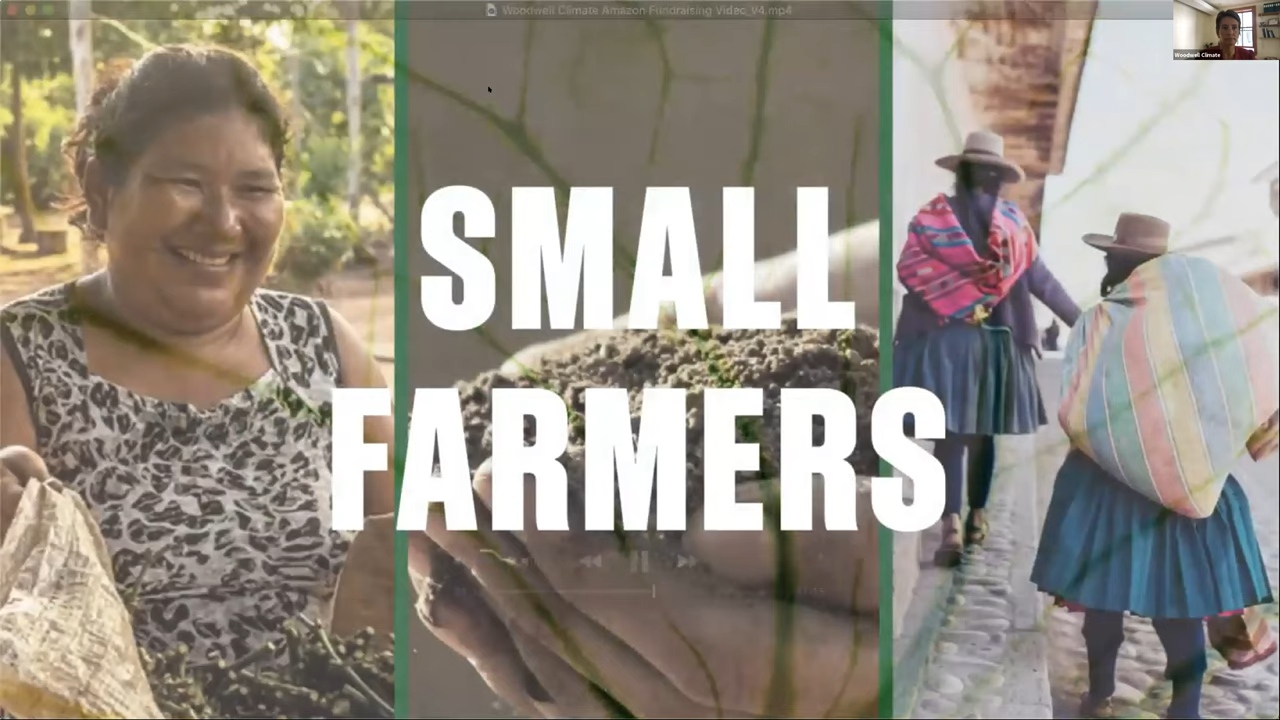 Woodwell Climate Amazon Fundraising Video_V4.mp4
Woodwell Climate
SMALL
FARMERS